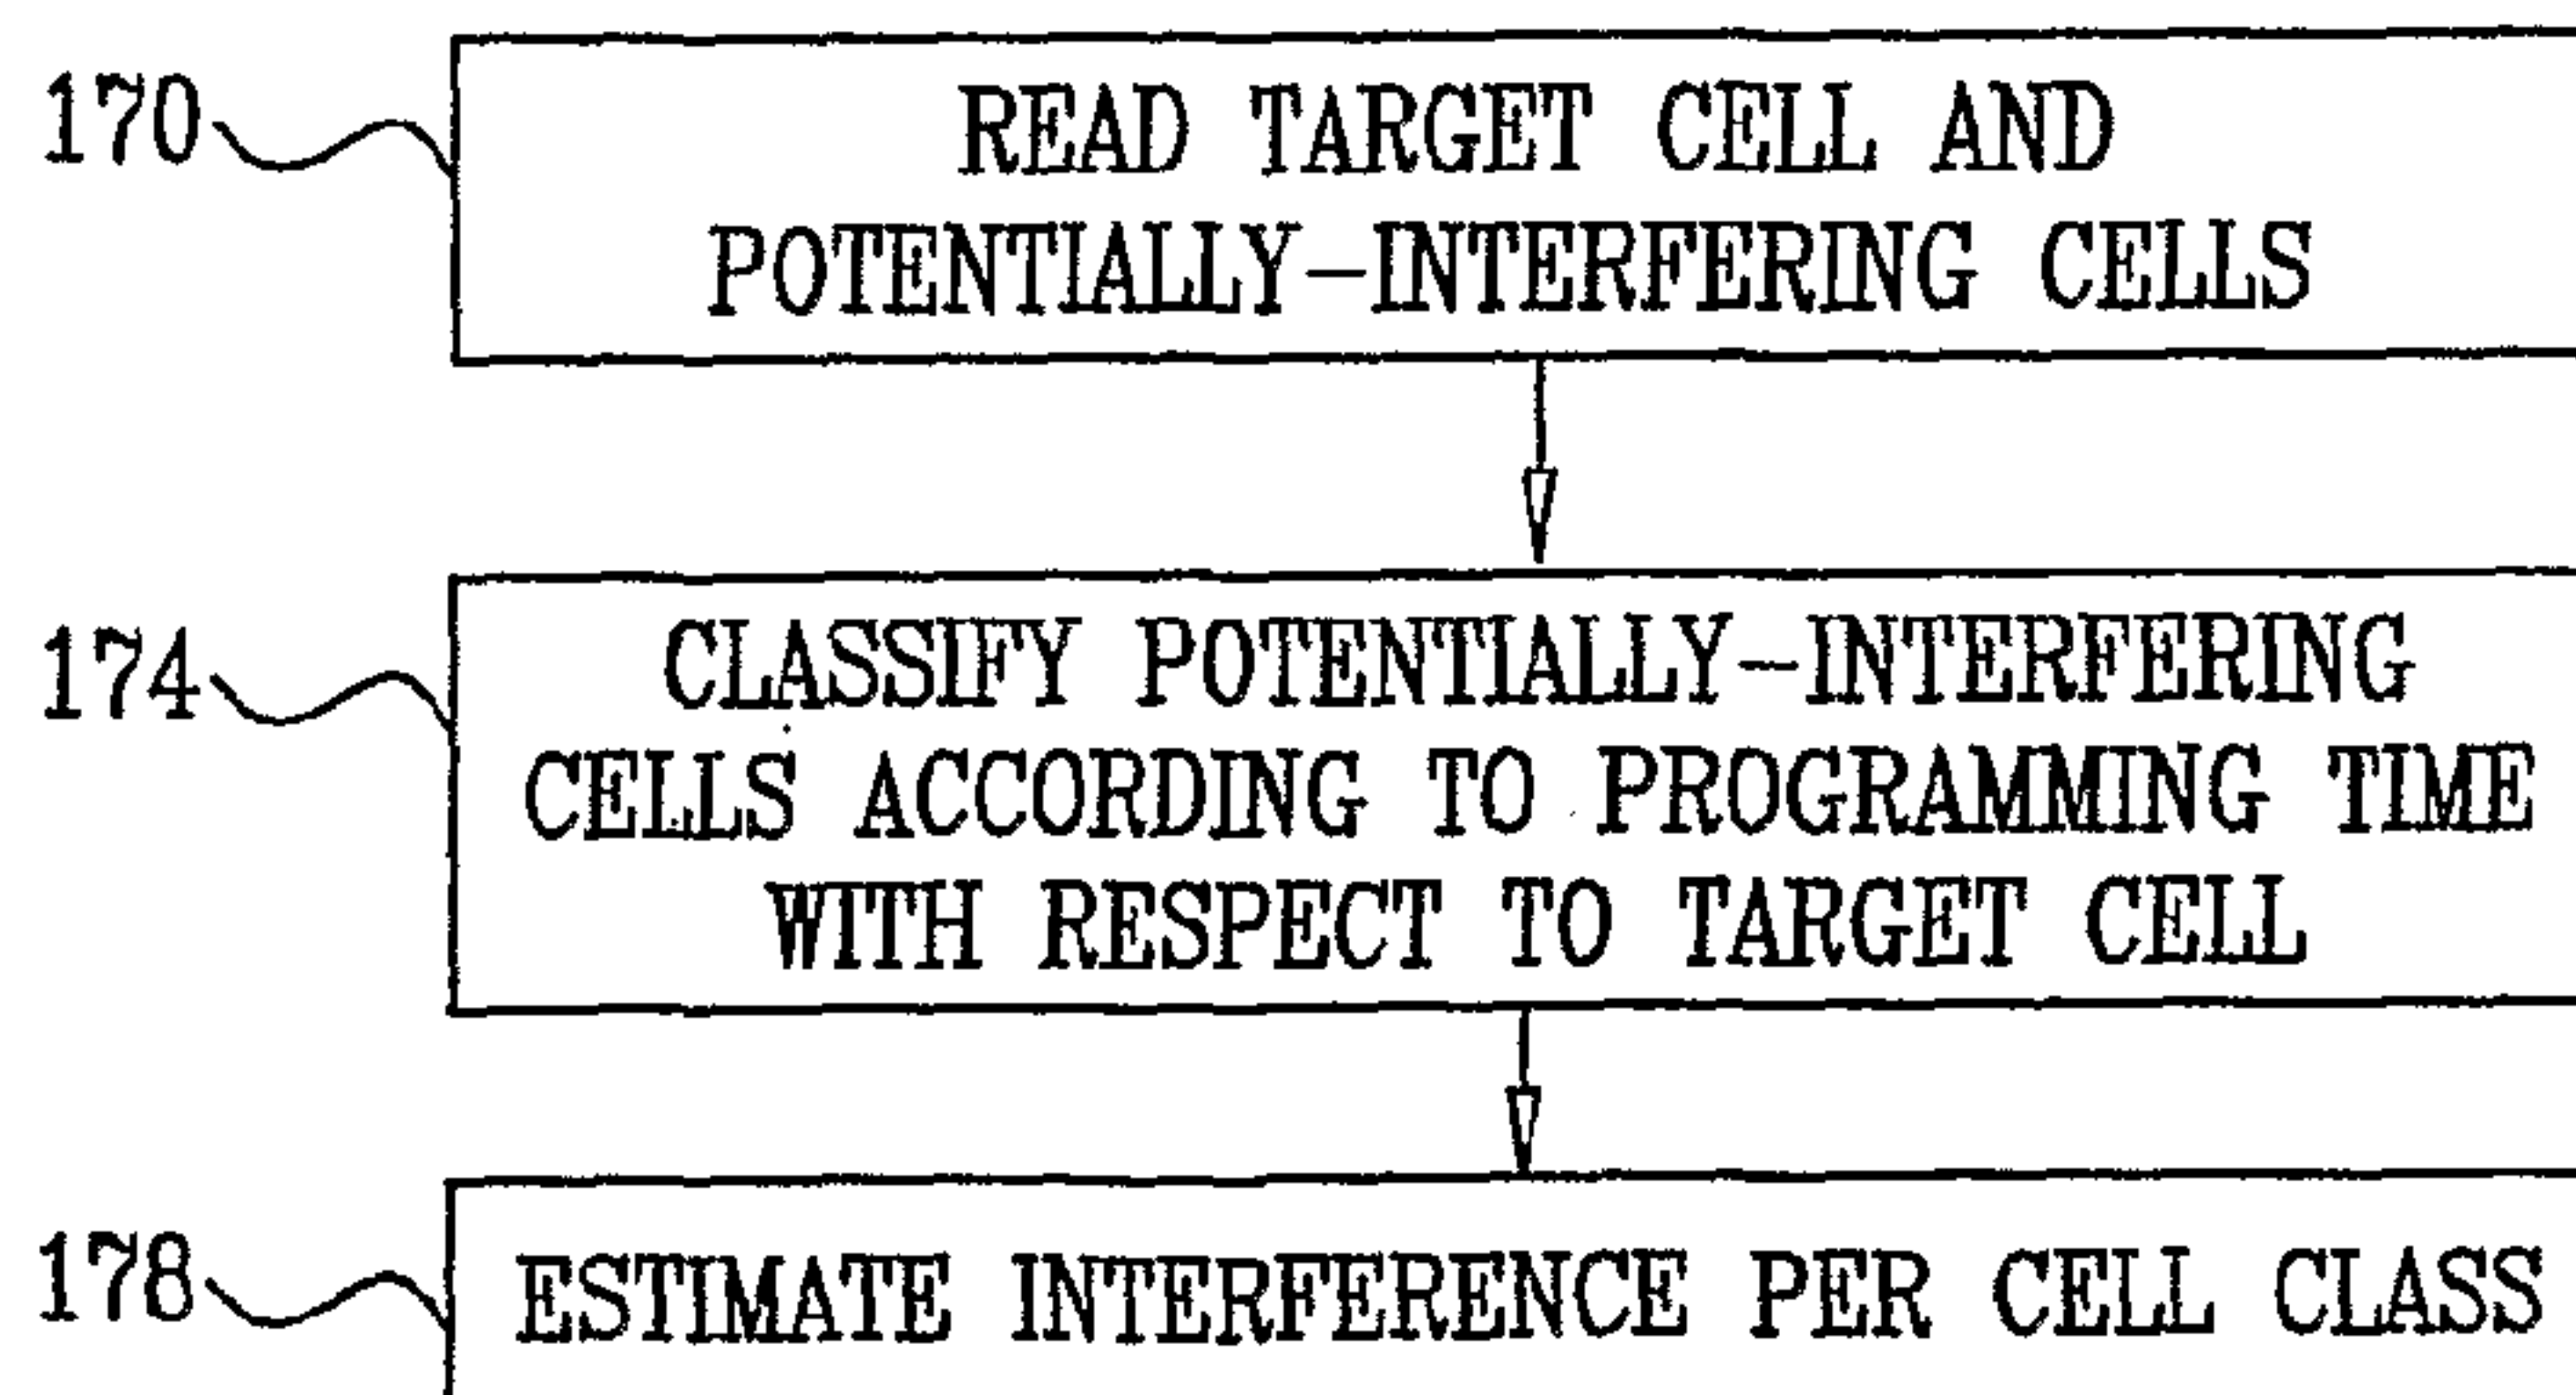 170
READ TARGET CELL AND
POTENTIALLY-INTERFERING CELLS
174
CLASSIFY POTENTIALLY-INTERFERING
CELLS ACCORDING TO PROGRAMMING TIME
WITH RESPECT TO TARGET CELL
178
ESTIMATE INTERFERENCE PER CELL CLASS